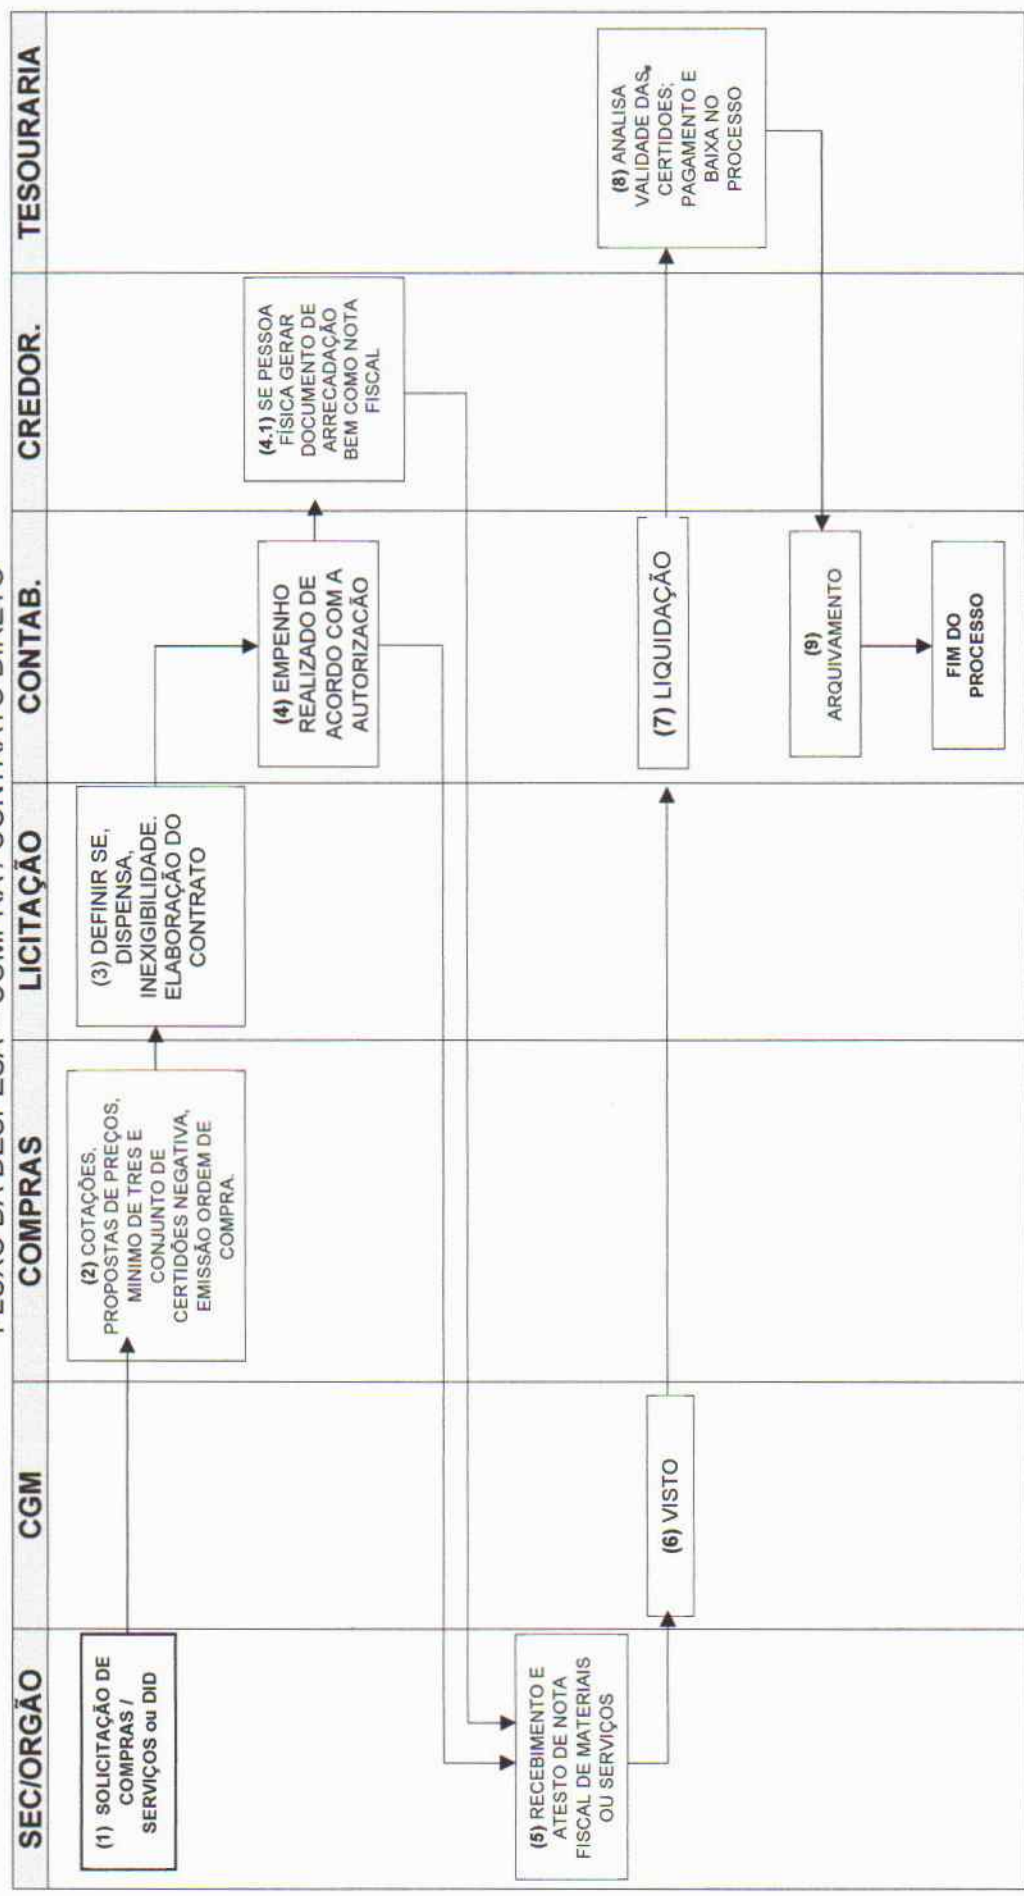 SEC/ORGÃO
CGM
COMPRAS
LICITAÇÃO
CONTAB.
CREDOR.
TESOURARIA
(1) SOLICITAÇÃO DE
COMPRAS /
SERVIÇOS ou DID
(2) COTAÇÕES.
PROPOSTAS DE PREÇOS,
MINIMO DE TRES E
CONJUNTO DE
CERTIDÕES NEGATIVA,
EMISSÃO ORDEM DE
COMPRA.
(3) DEFINIR SE,
DISPENSA,
INEXIGIBILIDADE.
ELABORAÇÃO DO
CONTRATO
(4) EMPENHO
REALIZADO DE
ACORDO COM A
AUTORIZACÃO
(4.1) SE PESSOA
FÍSICA GERAR
DOCUMENTO DE
ARRECADAÇÃO
BEM COMO NOTA
FISCAL
(5) RECEBIMENTO E
ATESTO DE NOTA
FISCAL DE MATERIAIS
OU SERVIÇOS
(6) VISTO
(7) LIQUIDAÇÃO
(8) ANALISA
VALIDADE DAS,
CERTIDOES;
PAGAMENTO E
BAIXA NO
PROCESSO
(9)
ARQUIVAMENTO
FIM DO
PROCESSO